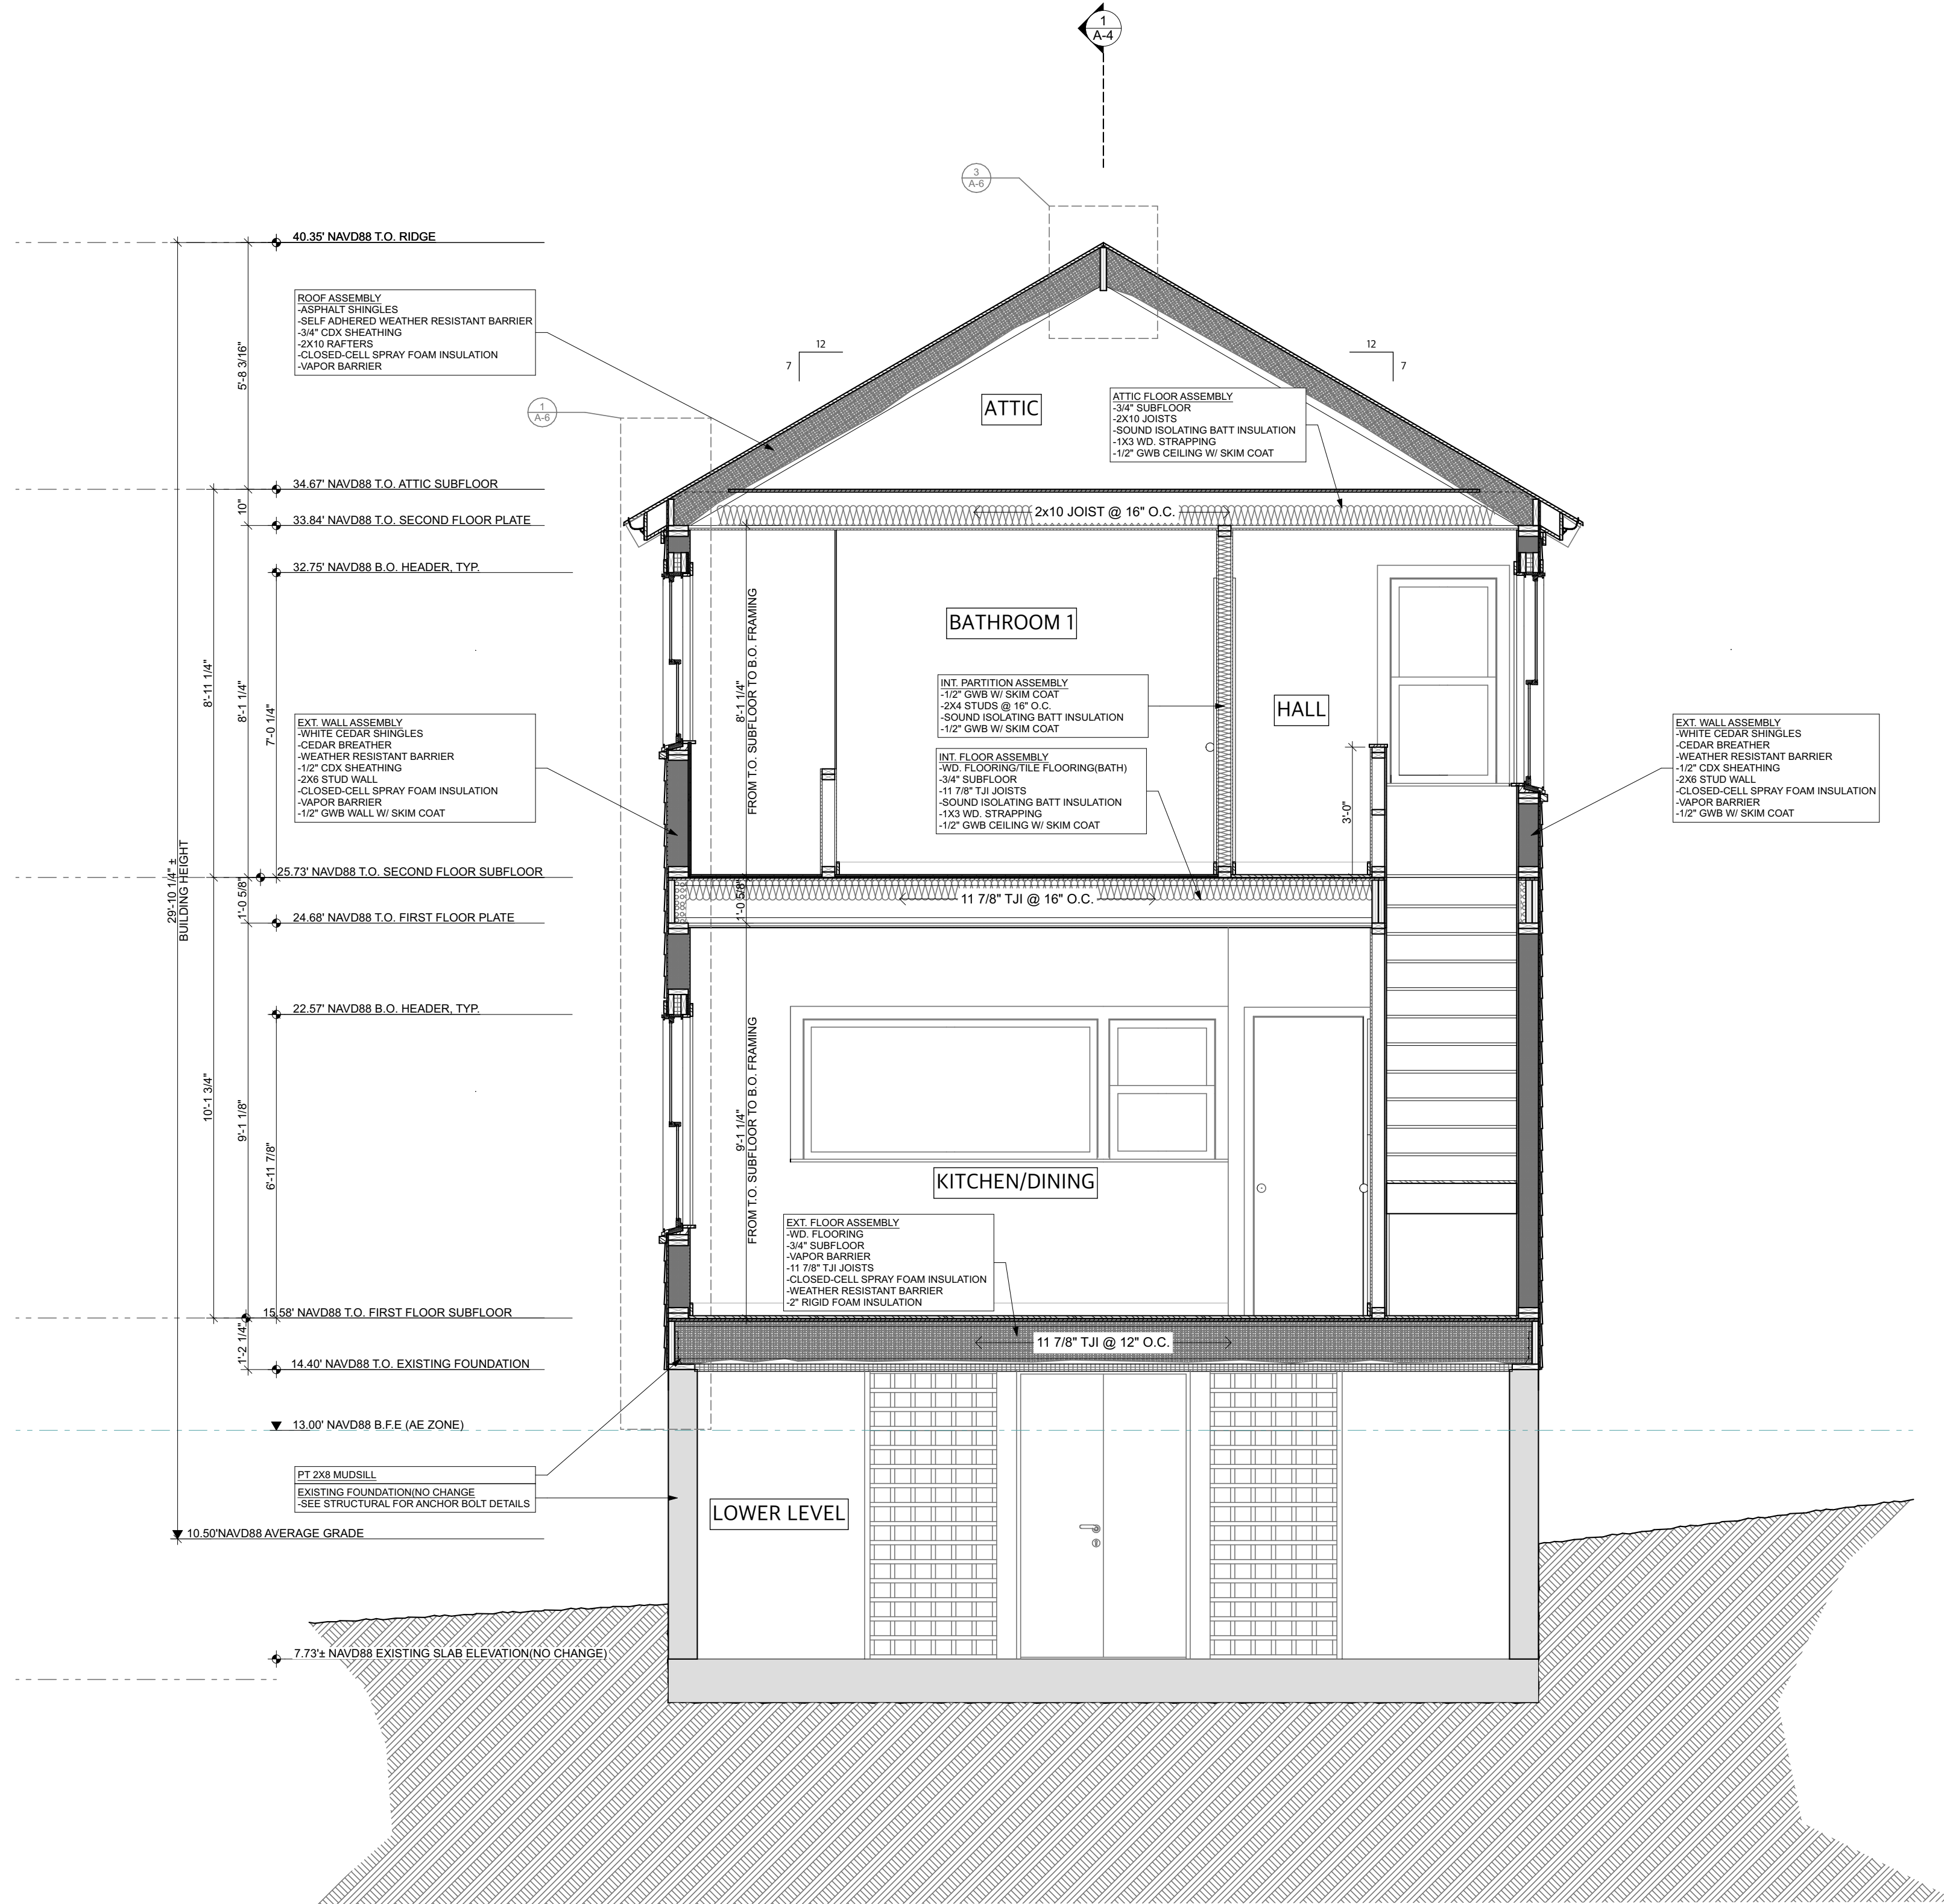 1
A-4
3
A-6
40.35' NAVD88 T.O. RIDGE
ROOF ASSEMBLY
-ASPHALT SHINGLES
-SELF ADHERED WEATHER RESISTANT BARRIER
-3/4" CDX SHEATHING
-2X10 RAFTERS
-CLOSED-CELL SPRAY FOAM INSULATION
-VAPOR BARRIER
5'-8 3/16"
12
7
12
7
1
A-6
ATTIC
ATTIC FLOOR ASSEMBLY
-3/4" SUBFLOOR
-2X10 JOISTS
-SOUND ISOLATING BATT INSULATION
-1X3 WD. STRAPPING
-1/2" GWB CEILING W/ SKIM COAT
34.67' NAVD88 T.O. ATTIC SUBFLOOR
10"
33.84' NAVD88 T.O. SECOND FLOOR PLATE
2x10 JOIST @ 16" O.C.
32.75' NAVD88 B.O. HEADER, TYP.
8'-11 1/4"
8'-1 1/4"
7'-0 1/4"
8'-1 1/4"
FROM T.O. SUBFLOOR TO B.O. FRAMING
BATHROOM 1
HALL
INT. PARTITION ASSEMBLY
-1/2" GWB W/ SKIM COAT
-2X4 STUDS @ 16" O.C.
-SOUND ISOLATING BATT INSULATION
-1/2" GWB W/ SKIM COAT
EXT. WALL ASSEMBLY
-WHITE CEDAR SHINGLES
-CEDAR BREATHER
-WEATHER RESISTANT BARRIER
-1/2" CDX SHEATHING
-2X6 STUD WALL
-CLOSED-CELL SPRAY FOAM INSULATION
-VAPOR BARRIER
-1/2" GWB WALL W/ SKIM COAT
INT. FLOOR ASSEMBLY
-WD. FLOORING/TILE FLOORING(BATH)
-3/4" SUBFLOOR
-11 7/8" TJI JOISTS
-SOUND ISOLATING BATT INSULATION
-1X3 WD. STRAPPING
-1/2" GWB CEILING W/ SKIM COAT
EXT. WALL ASSEMBLY
-WHITE CEDAR SHINGLES
-CEDAR BREATHER
-WEATHER RESISTANT BARRIER
-1/2" CDX SHEATHING
-2X6 STUD WALL
-CLOSED-CELL SPRAY FOAM INSULATION
-VAPOR BARRIER
-1/2" GWB W/ SKIM COAT
3'-0"
29'-10 1/4" ±
BUILDING HEIGHT
25.73' NAVD88 T.O. SECOND FLOOR SUBFLOOR
1'-0 5/8"
1'-0 5/8"
11 7/8" TJI @ 16" O.C.
24.68' NAVD88 T.O. FIRST FLOOR PLATE
22.57' NAVD88 B.O. HEADER, TYP.
10'-1 3/4"
9'-1 1/8"
6'-11 7/8"
9'-1 1/4"
FROM T.O. SUBFLOOR TO B.O. FRAMING
KITCHEN/DINING
EXT. FLOOR ASSEMBLY
-WD. FLOORING
-3/4" SUBFLOOR
-VAPOR BARRIER
-11 7/8" TJI JOISTS
-CLOSED-CELL SPRAY FOAM INSULATION
-WEATHER RESISTANT BARRIER
-2" RIGID FOAM INSULATION
15.58' NAVD88 T.O. FIRST FLOOR SUBFLOOR
1'-2 1/4"
11 7/8" TJI @ 12" O.C.
14.40' NAVD88 T.O. EXISTING FOUNDATION
13.00' NAVD88 B.F.E (AE ZONE)
PT 2X8 MUDSILL
EXISTING FOUNDATION(NO CHANGE
-SEE STRUCTURAL FOR ANCHOR BOLT DETAILS
LOWER LEVEL
10.50'NAVD88 AVERAGE GRADE
7.73'± NAVD88 EXISTING SLAB ELEVATION(NO CHANGE)